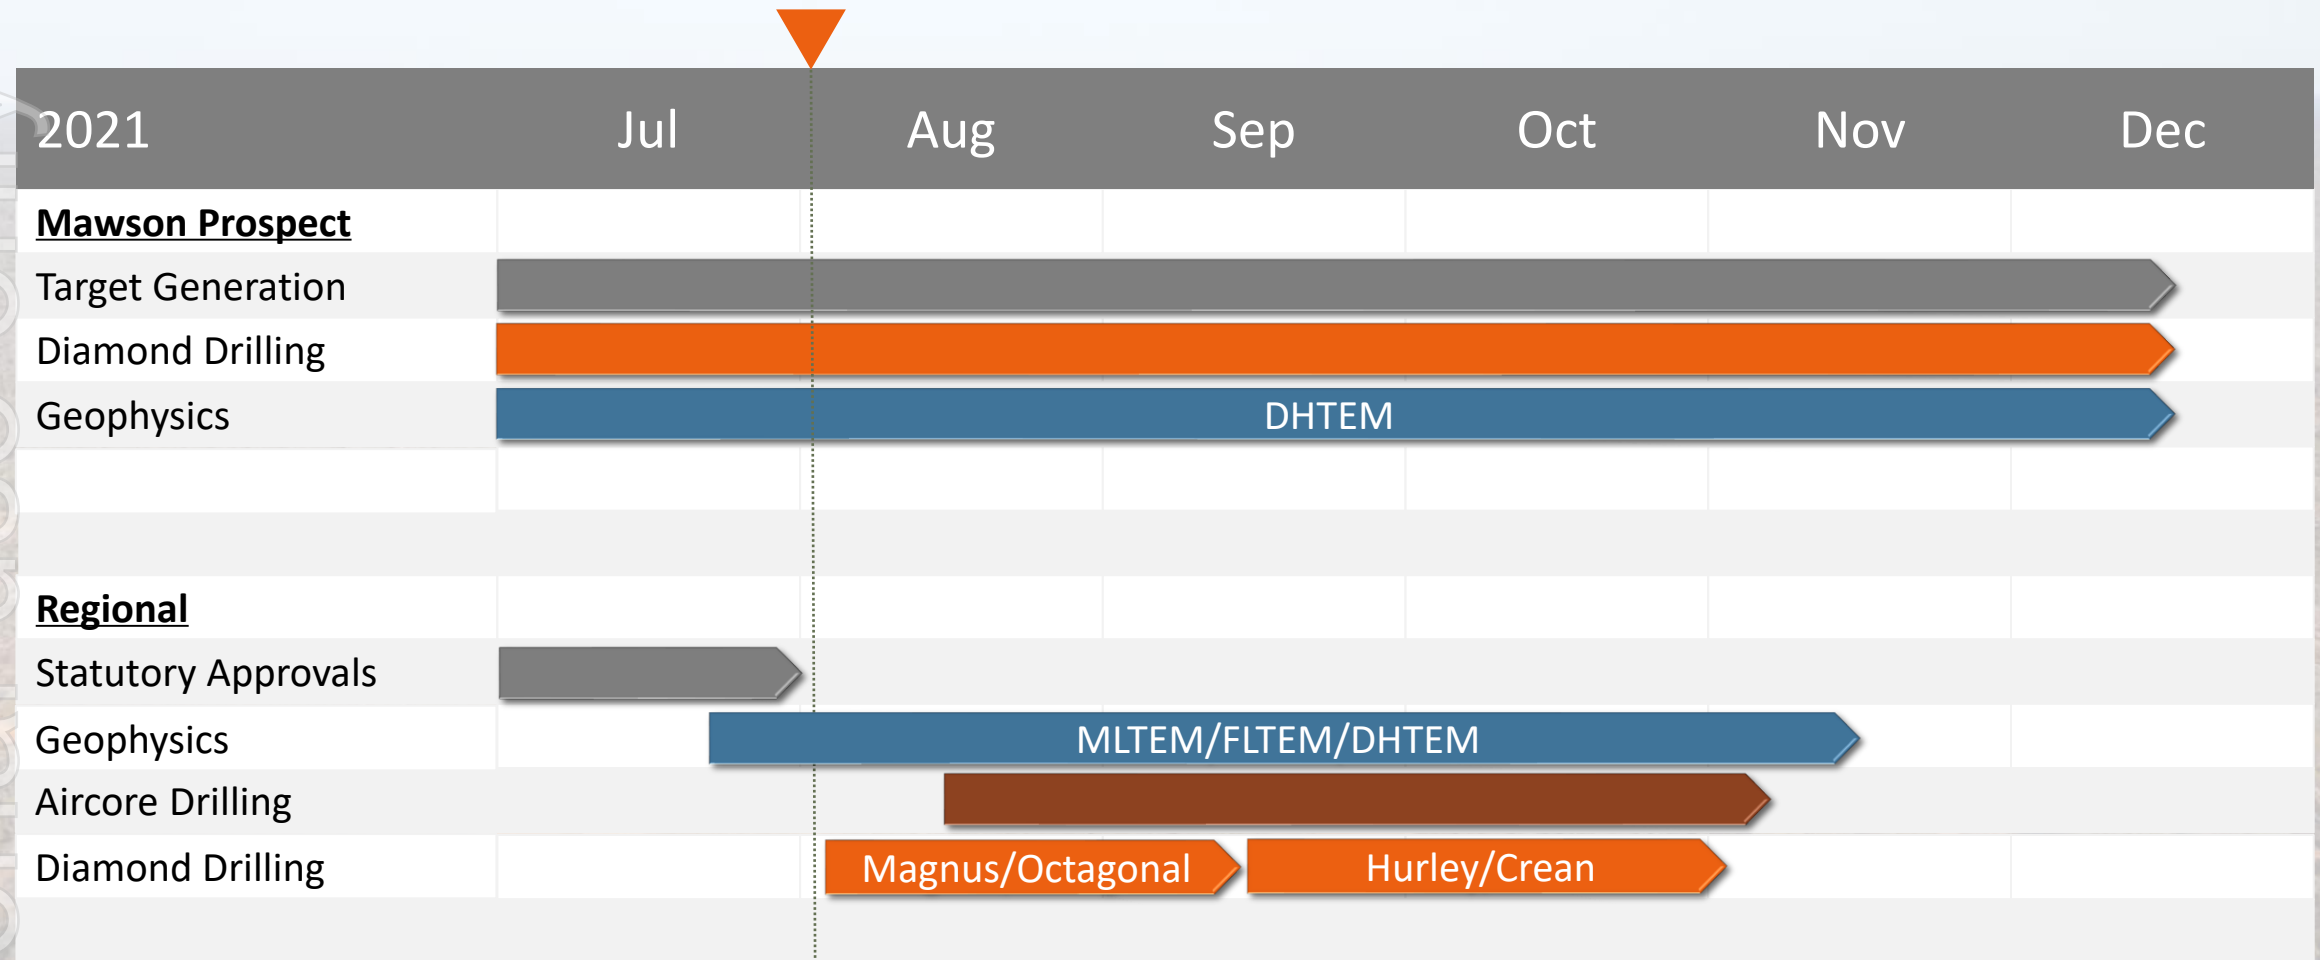 2021 Jul Aug Sep Oct Nov Dec
Mawson Prospect
Target Generation
Diamond Drilling
Geophysics DHTEM
Regional
Statutory Approvals
Geophysics MLTEM/FLTEM/DHTEM
Aircore Drilling
Diamond Drilling Magnus/Octagonal Hurley/Crean